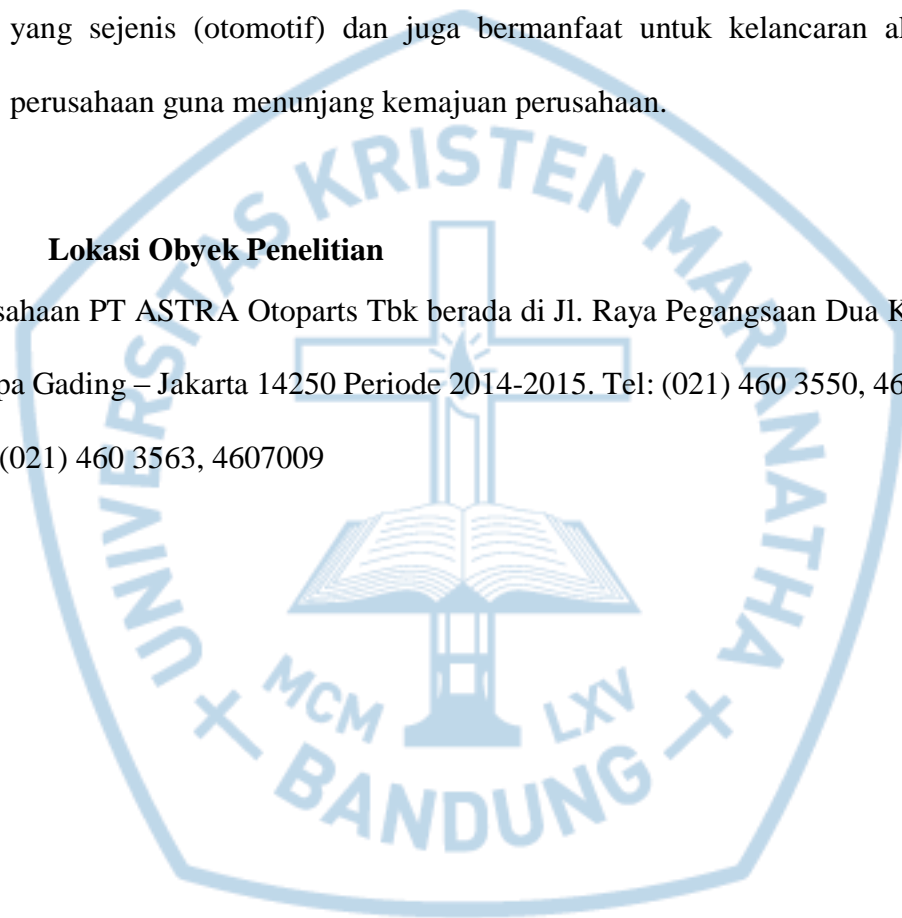 yang sejenis (otomotif) dan juga bermanfaat untuk kelancaran
perusahaan guna menunjang kemajuan perusahaan.
UNIVERSITAS KRISTEN MARANATHA
Lokasi Obyek Penelitian
sahaan PT ASTRA Otoparts Tbk berada di Jl. Raya Pegangsaan Dua K
pa Gading – Jakarta 14250 Periode 2014-2015. Tel: (021) 460 3550, 46
(021) 460 3563, 4607009
MCM LXV
BANDUNG